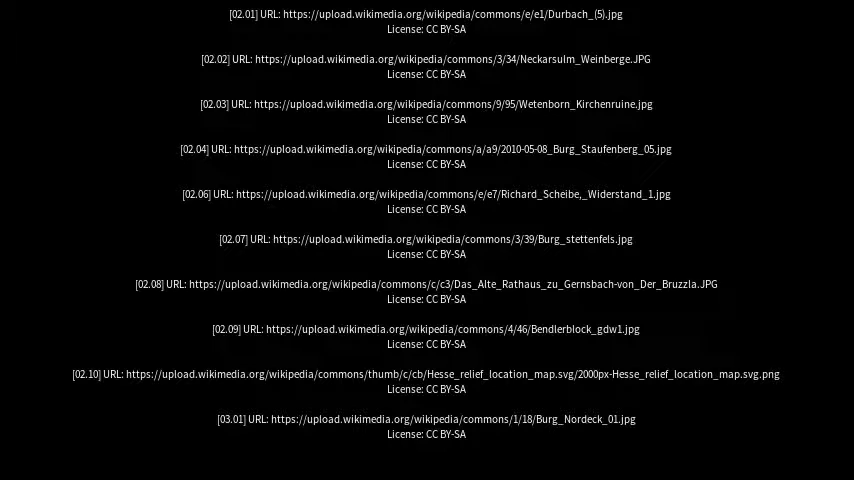 [02.01] URL: https://upload.wikimedia.org/wikipedia/commons/e/e1/Durbach_(5).jpg
License: CC BY-SA
[02.02] URL: https://upload.wikimedia.org/wikipedia/commons/3/34/Neckarsulm_Weinberge.JPG
License: CC BY-SA
[02.03] URL: https://upload.wikimedia.org/wikipedia/commons/9/95/Wetenborn_Kirchenruine.jpg
License: CC BY-SA
[02.04] URL: https://upload.wikimedia.org/wikipedia/commons/a/a9/2010-05-08_Burg_Staufenberg_05.jpg
License: CC BY-SA
[02.06] URL: https://upload.wikimedia.org/wikipedia/commons/e/e7/Richard_Scheibe,_Widerstand_1.jpg
License: CC BY-SA
[02.07] URL: https://upload.wikimedia.org/wikipedia/commons/3/39/Burg_stettenfels.jpg
License: CC BY-SA
[02.08] URL: https://upload.wikimedia.org/wikipedia/commons/c/c3/Das_Alte_Rathaus_zu_Gernsbach-von_Der_Bruzzla.JPG
License: CC BY-SA
[02.09] URL: https://upload.wikimedia.org/wikipedia/commons/4/46/Bendlerblock_gdw1.jpg
License: CC BY-SA
[02.10] URL: https://upload.wikimedia.org/wikipedia/commons/thumb/c/cb/Hesse_relief_location_map.svg/2000px-Hesse_relief_location_map.svg.png
License: CC BY-SA
[03.01] URL: https://upload.wikimedia.org/wikipedia/commons/1/18/Burg_Nordeck_01.jpg
License: CC BY-SA